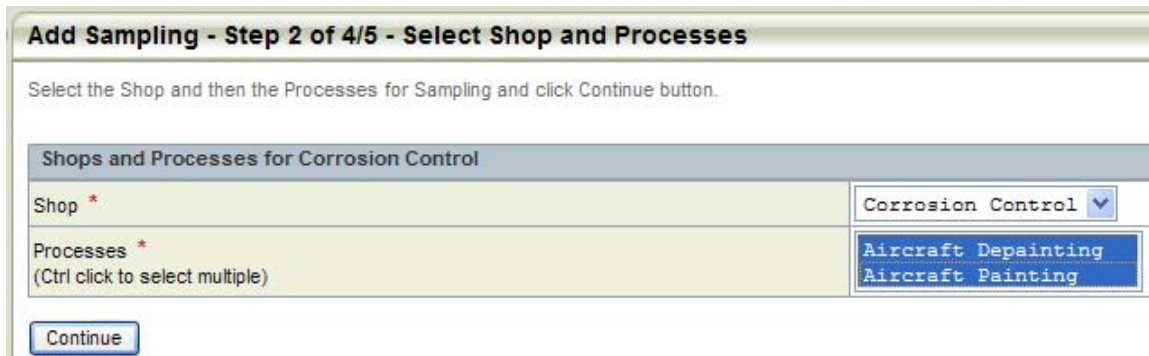 Add Sampling - Step 2 of 4/5 - Select Shop and Processes
Select the Shop and then the Processes for Sampling and click Continue button.
Shops and Processes for Corrosion Control
Shop *
Corrosion Control
Processes *
(Ctrl click to select multiple)
Aircraft Depainting
Aircraft Painting
Continue